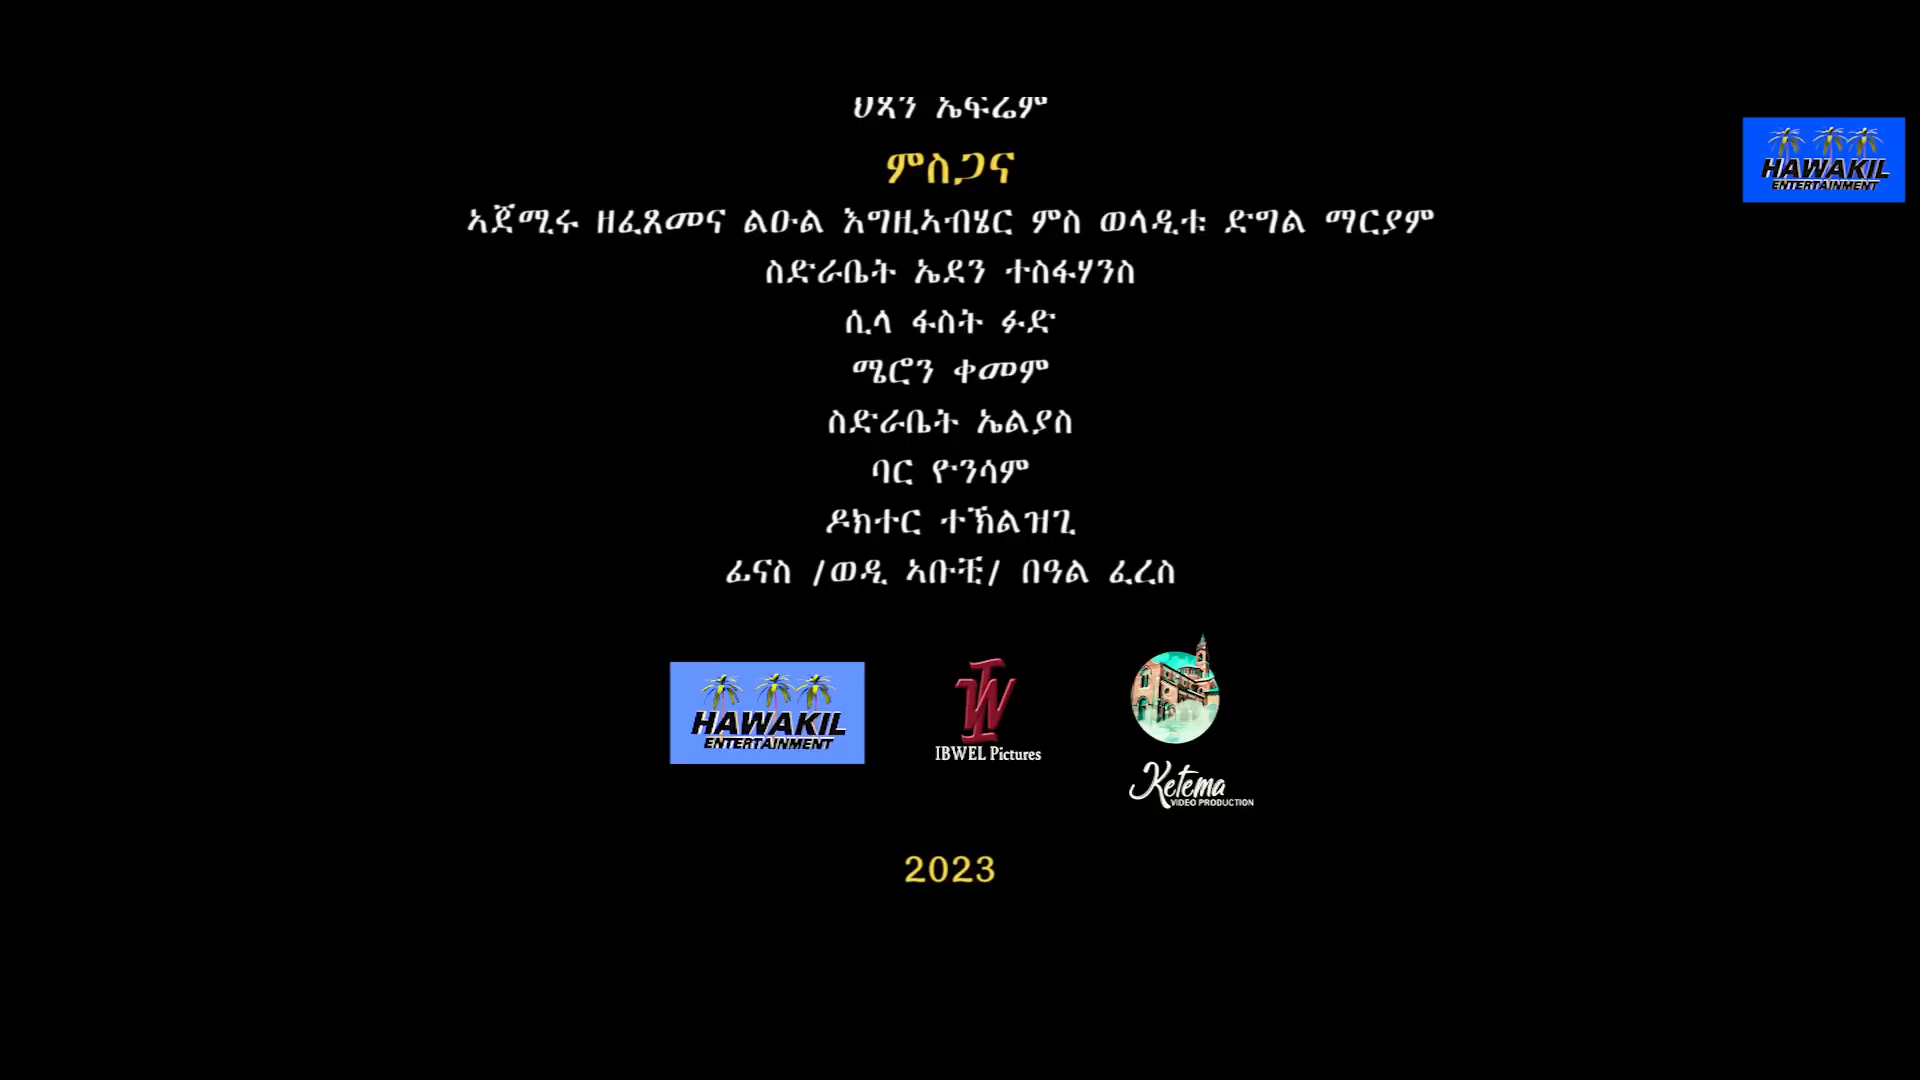 ህጻን ኤፍሬም
ምስጋና
ኣጀሚሩ ዘፈጸመና ልዑል እግዚኣብሄር ምስ ወላዲቱ ድግል ማርያም
ስድራቤት ኤደን ተስፋሃንስ
ሲላ ፋስት ፉድ
ሜሮን ቀመም
ስድራቤት ኤልያስ
ባር ዮንሳም
ዶክተር ተኽልዝጊ
ፊናስ /ወዲ ኣቡቺ/ በዓል ፈረስ
HAWAKIL
ENTERTAINMENT
HAWAKIL
ENTERTAINMENT
IBWEL Pictures
Ketema
VIDEO PRODUCTION
2023